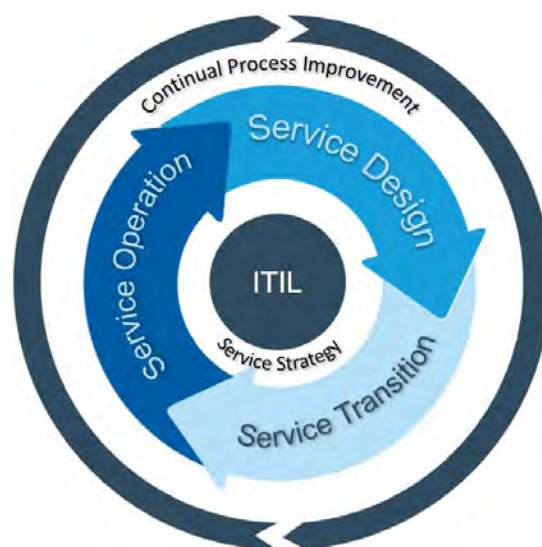 Continual Process Improvement
Service Design
Service Operation
ITIL
Service Strategy
Service Transition